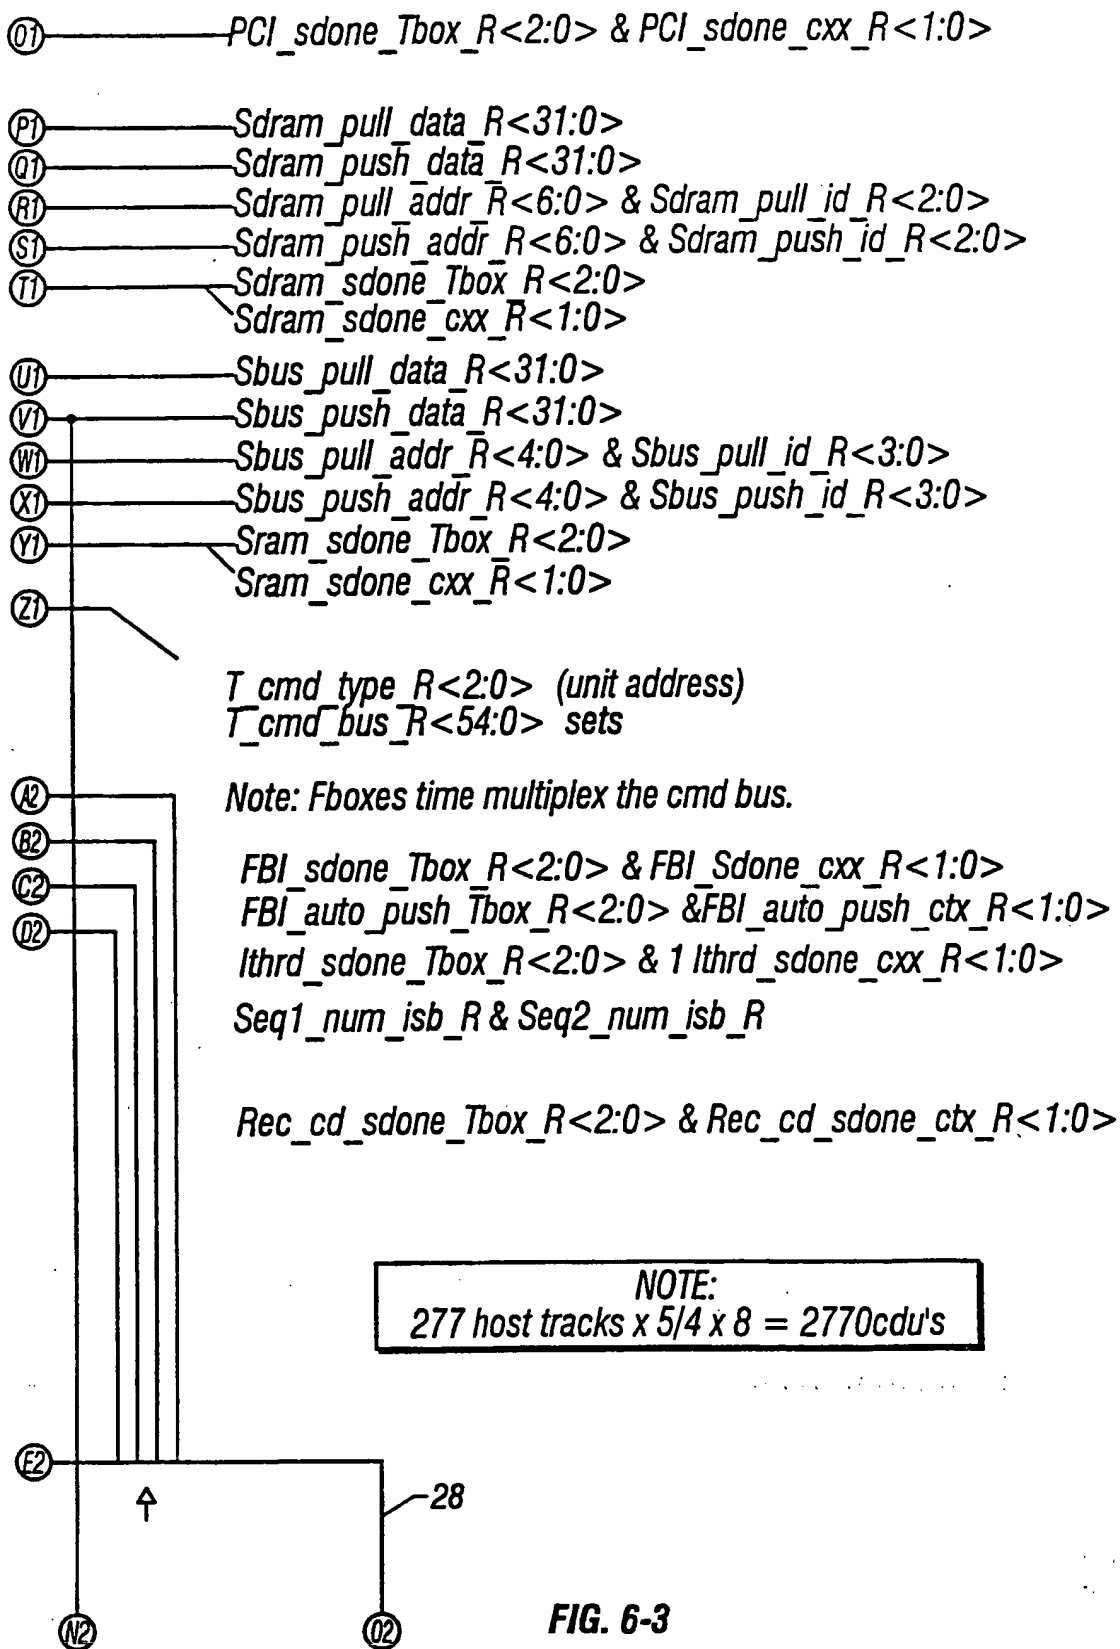 O1 PCI_sdone_Tbox_R<2:0> & PCI_sdone_cxx_R<1:0>
P1 Sdram_pull_data_R<31:0>
Q1 Sdram_push_data_R<31:0>
R1 Sdram_pull_addr_R<6:0> & Sdram_pull_id_R<2:0>
S1 Sdram_push_addr_R<6:0> & Sdram_push_id_R<2:0>
T1 Sdram_sdone_Tbox_R<2:0>
Sdram_sdone_cxx_R<1:0>
U1 Sbus_pull_data_R<31:0>
V1 Sbus_push_data_R<31:0>
W1 Sbus_pull_addr_R<4:0> & Sbus_pull_id_R<3:0>
X1 Sbus_push_addr_R<4:0> & Sbus_push_id_R<3:0>
Y1 Sram_sdone_Tbox_R<2:0>
Sram_sdone_cxx_R<1:0>
Z1
T_cmd_type_R<2:0> (unit address)
T_cmd_bus_R<54:0> sets
A2 Note: Fboxes time multiplex the cmd bus.
B2
FBI_sdone_Tbox_R<2:0> & FBI_Sdone_cxx_R<1:0>
C2
FBI_auto_push_Tbox_R<2:0> &FBI_auto_push_ctx_R<1:0>
D2
Ithrd_sdone_Tbox_R<2:0> & 1 Ithrd_sdone_cxx_R<1:0>
Seq1_num_isb_R & Seq2_num_isb_R
Rec_cd_sdone_Tbox_R<2:0> & Rec_cd_sdone_ctx_R<1:0>
NOTE:
277 host tracks x 5/4 x 8 = 2770cdu's
E2
28
N2 O2 FIG. 6-3